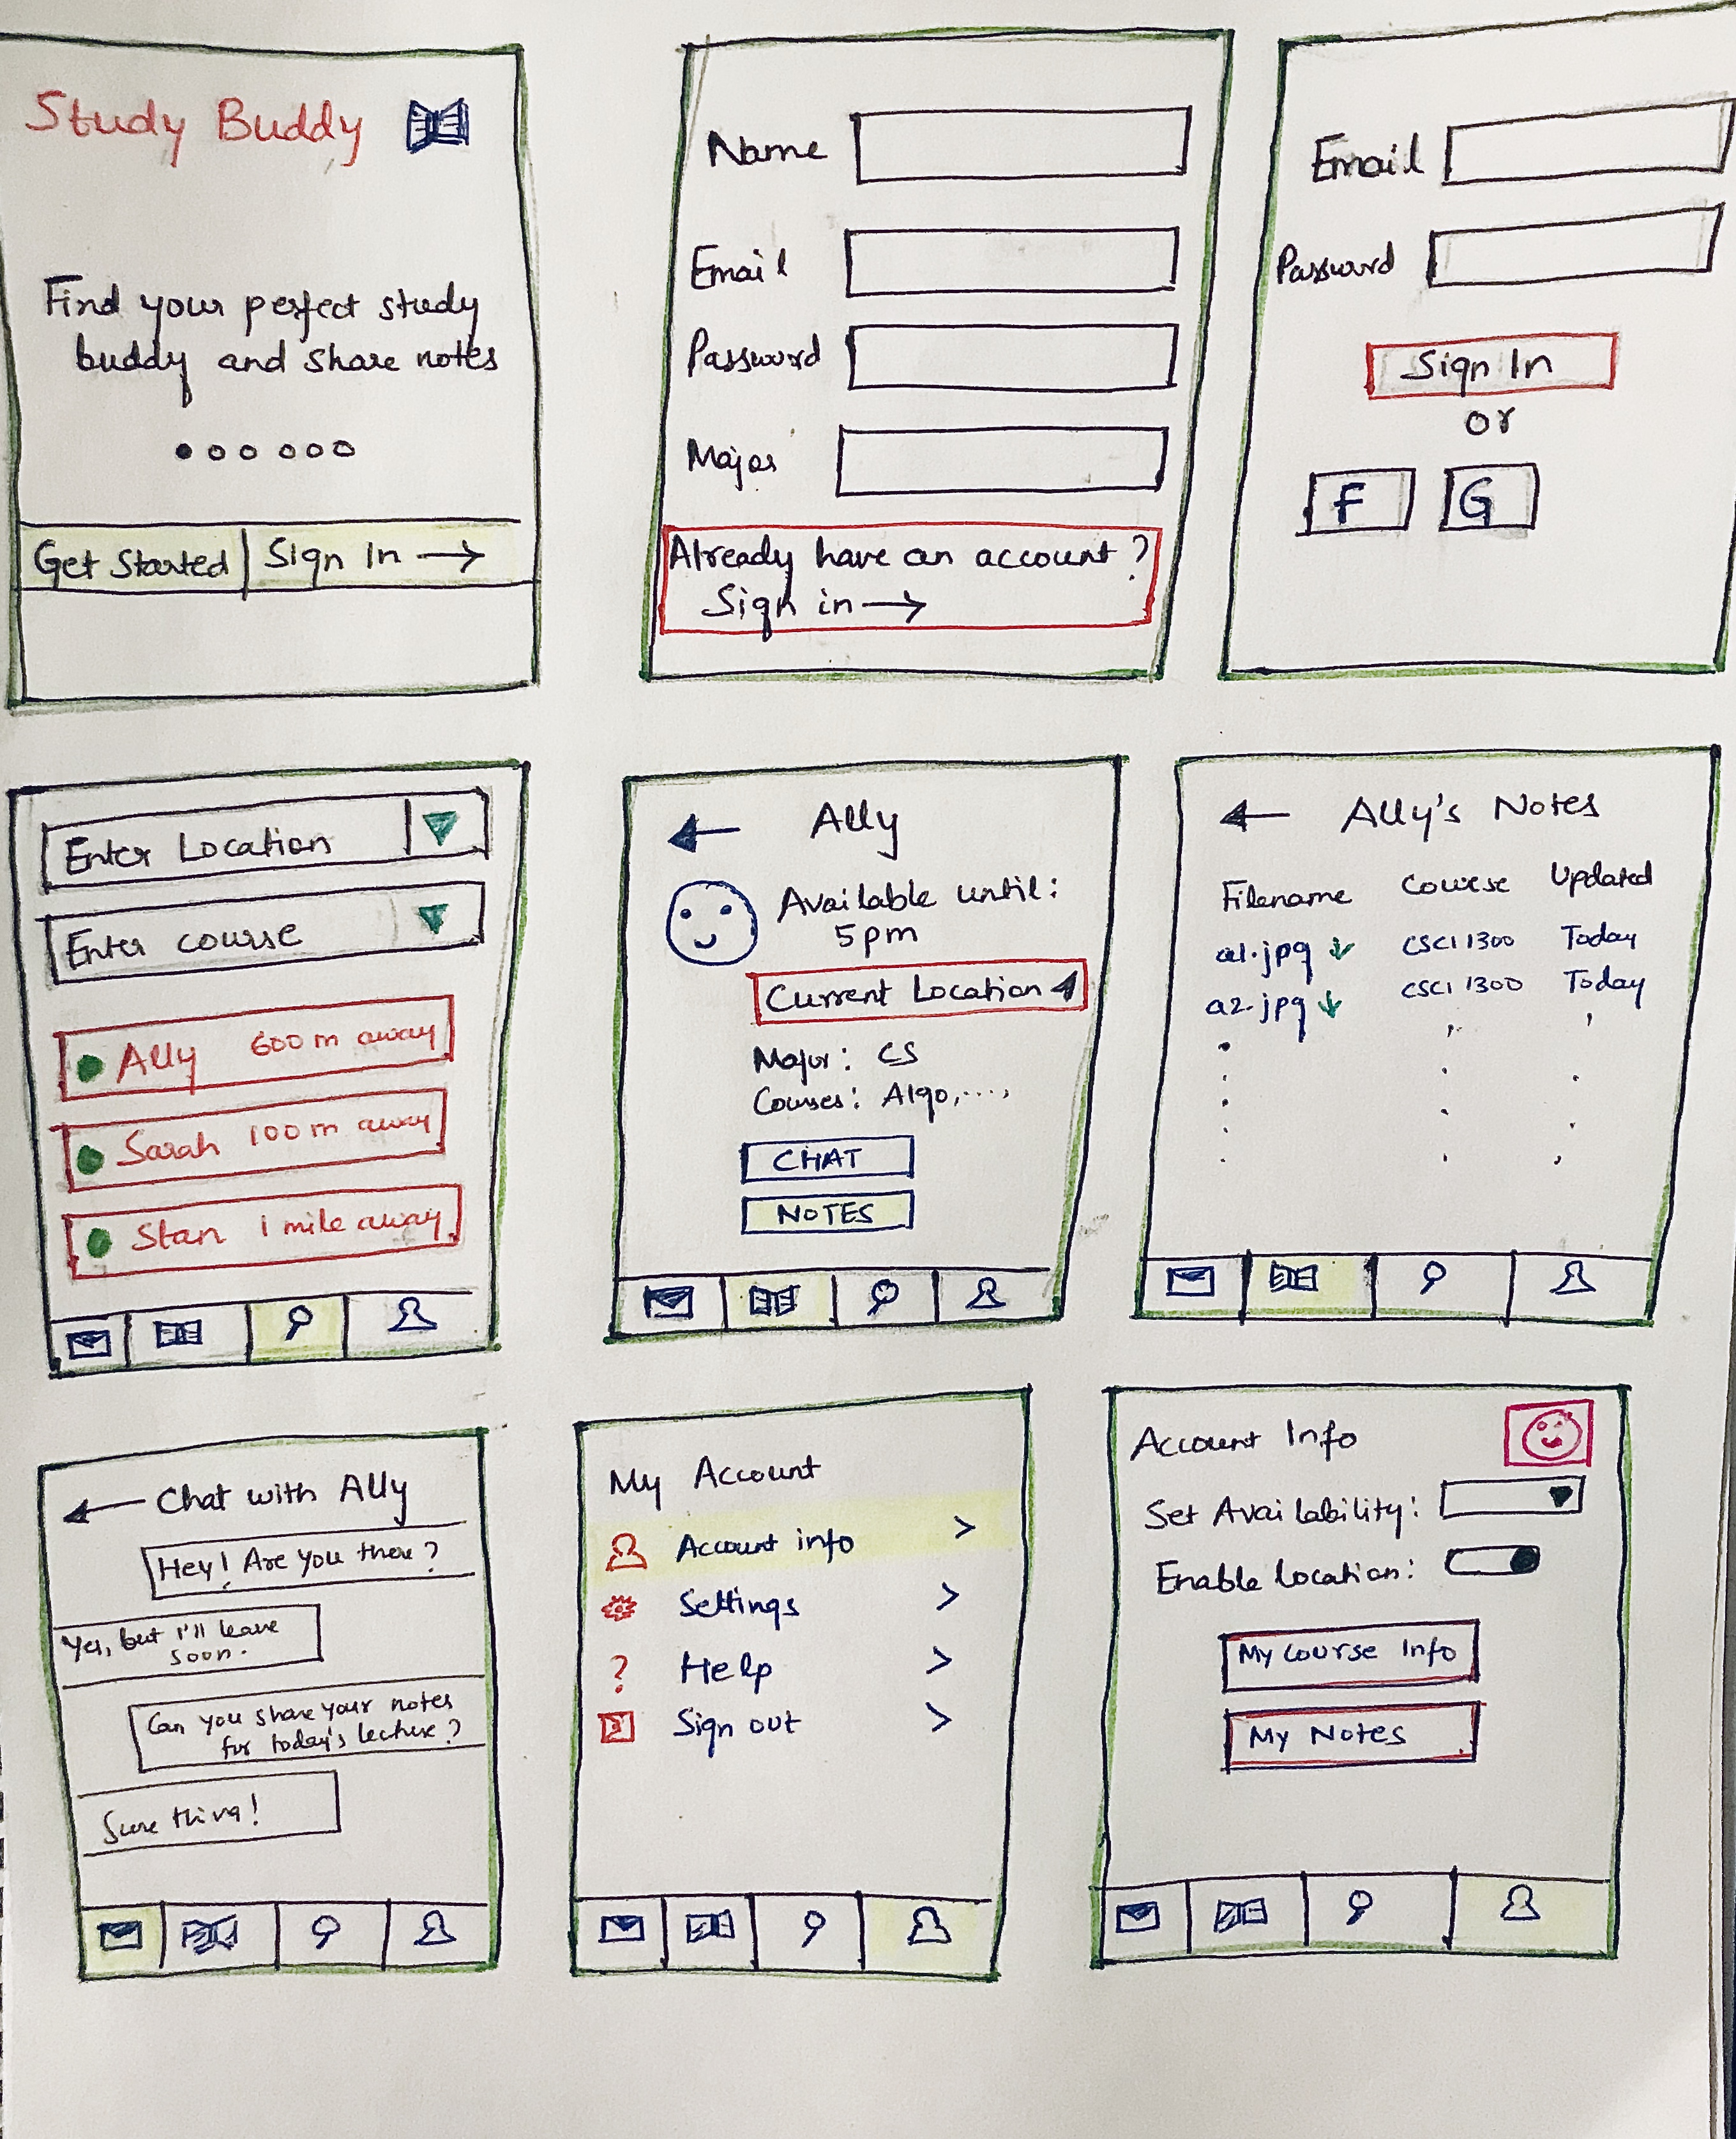 Study Buddy
Find your perfect study
buddy and share notes
Get Started
Sign In →
Name
Email
Password
Major
Already have an account?
Sign in →
Email
Password
Sign In
or
F
G
Enter Location
Enter course
Ally 600 m away
Sarah 100 m away
Stan 1 mile away
Ally
Available until:
5pm
Current Location
Major: CS
Courses: Algo,....,
CHAT
NOTES
Ally's Notes
Filename Course Updated
a1.jpg ↓ CSCI 1300 Today
a2.jpg ↓ CSCI 1300 Today
← Chat with Ally
Hey! Are you there?
Yes, but I'll leave
soon.
Can you share your notes
for today's lecture?
Sure thing!
My Account
Account info >
Settings >
? Help >
Sign out >
Account Info
Set Availability:
Enable location:
My Course Info
My Notes